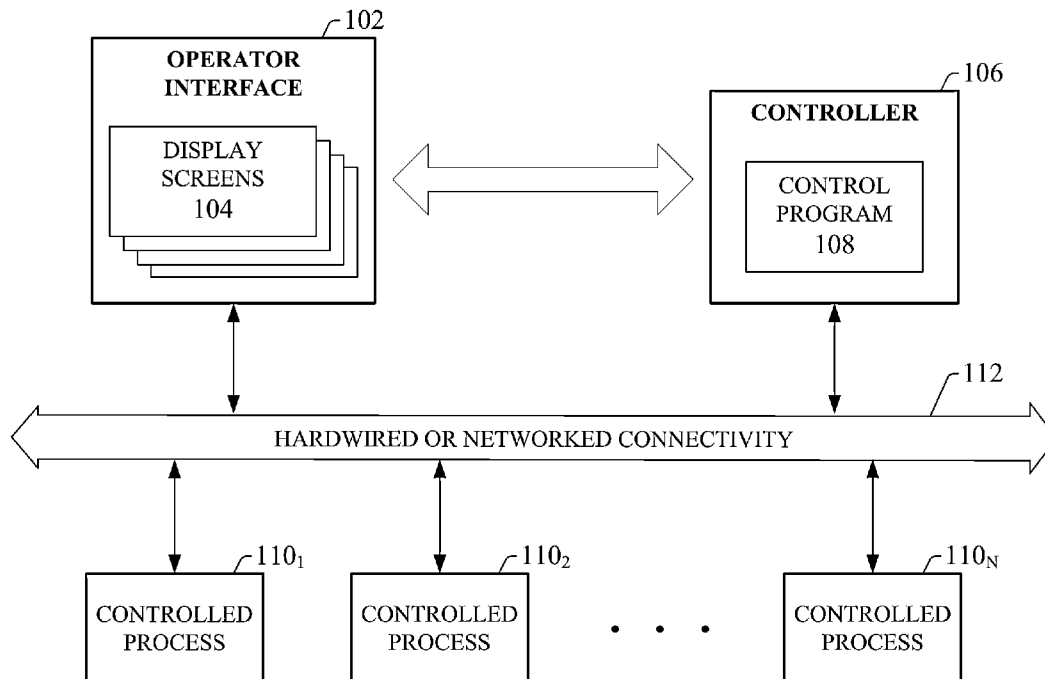 102
OPERATOR
INTERFACE
DISPLAY
SCREENS
104
106
CONTROLLER
CONTROL
PROGRAM
108
112
HARDWIRED OR NETWORKED CONNECTIVITY
110₁
CONTROLLED
PROCESS
110₂
CONTROLLED
PROCESS
110N
CONTROLLED
PROCESS